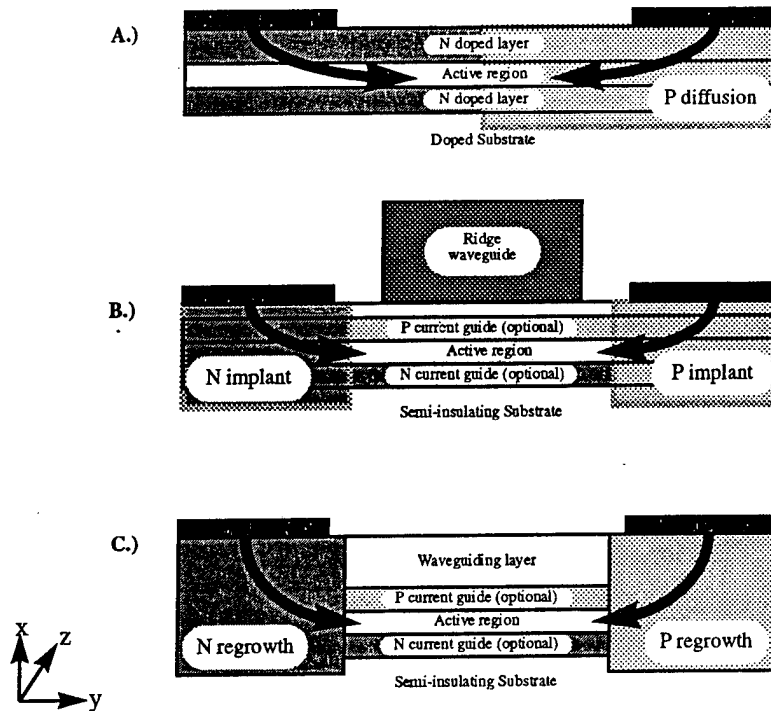 A.)
N doped layer
Active region
N doped layer
P diffusion
Doped Substrate
Ridge
waveguide
B.)
P current guide (optional)
Active region
N implant
N current guide (optional)
P implant
Semi-insulating Substrate
C.)
Waveguiding layer
P current guide (optional)
Active region
N regrowth
N current guide (optional)
P regrowth
Semi-insulating Substrate
x
z
y